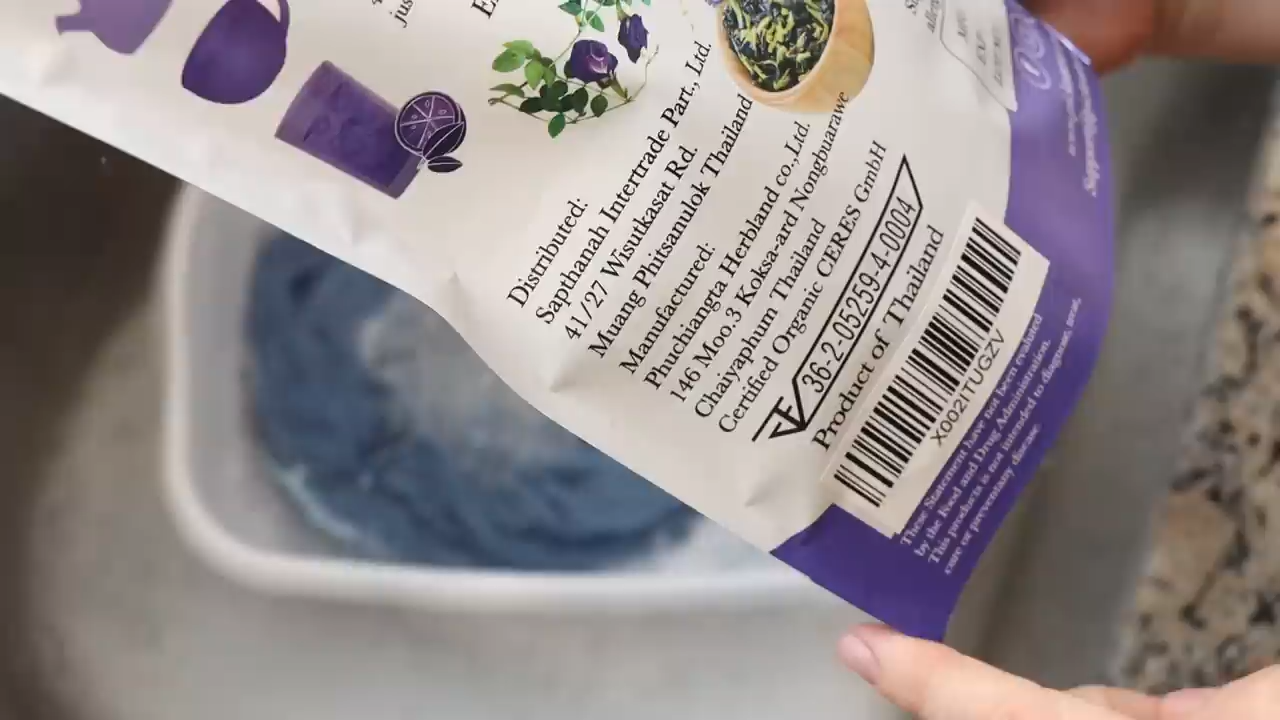 just
Distributed:
Sapthanah Intertrade Part., Ltd.
41/27 Wisutkasat Rd.
Muang Phitsanulok Thailand
Manufactured:
Phuchiangta Herbland co.,Ltd.
146 Moo.3 Koksa-ard Nongbuarawe
Chaiyaphum Thailand
Certified Organic CERES GmbH
36-2-05259-4-0004
Product of Thailand
X002ITUGZV
These Statement have not been evaluated
by the Food and Drug Administration.
This products is not intended to diagnose, treat,
cure or preventany disease.